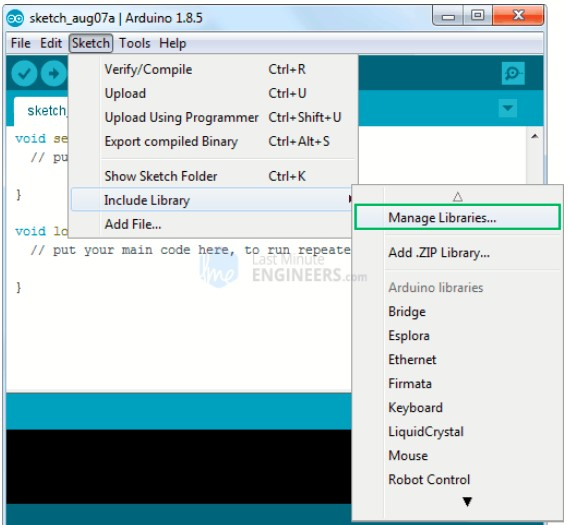 sketch_aug07a | Arduino 1.8.5
File Edit Sketch Tools Help
Verify/Compile Ctrl+R
Upload Ctrl+U
Upload Using Programmer Ctrl+Shift+U
Export compiled Binary Ctrl+Alt+S
Show Sketch Folder Ctrl+K
Include Library
Add File...
Manage Libraries...
Add .ZIP Library...
Arduino libraries
Bridge
Esplora
Ethernet
Firmata
Keyboard
LiquidCrystal
Mouse
Robot Control
sketch_
void se
// pu
}
void lo
// put your main code here, to run repeate
}
Last Minute
ENGINEERS.com